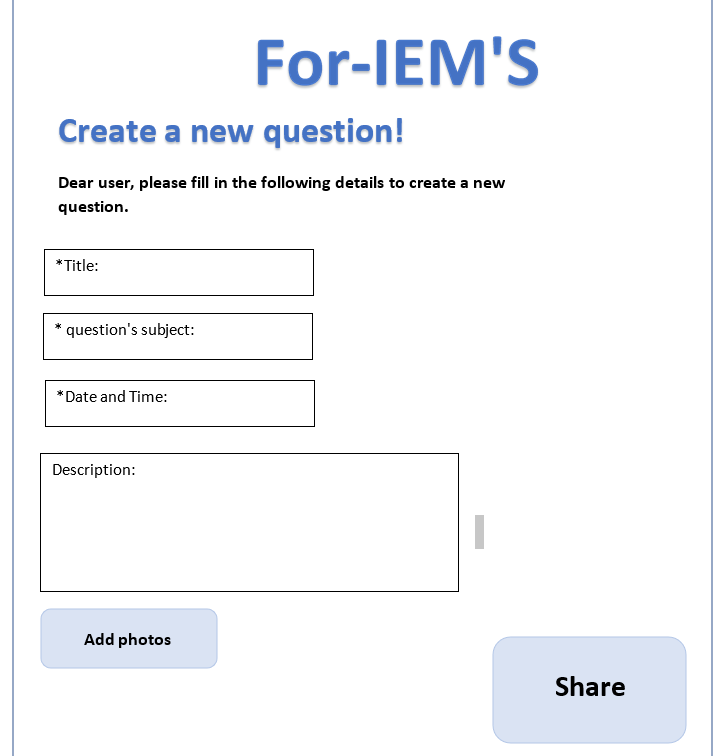 For-IEM'S
Create a new question!
Dear user, please fill in the following details to create a new
question.
*Title:
* question's subject:
*Date and Time:
Description:
Add photos
Share